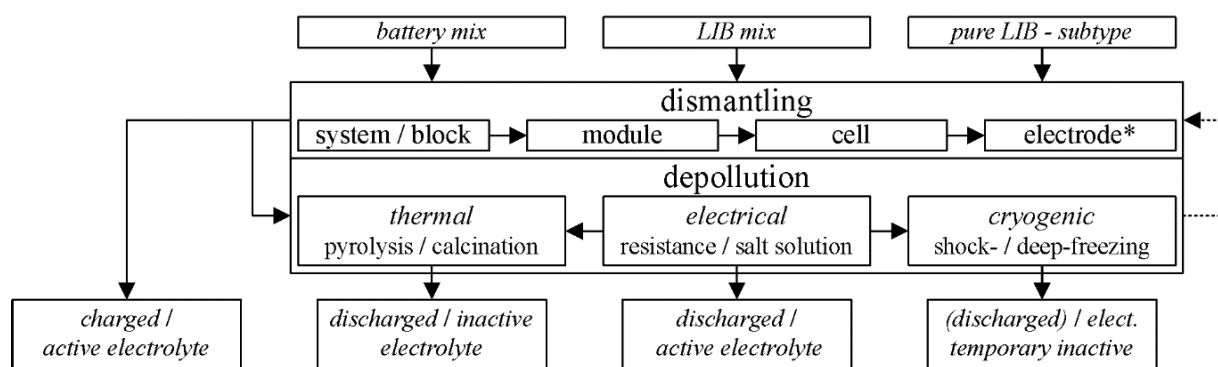 battery mix
LIB mix
pure LIB - subtype
dismantling
system / block
module
cell
electrode*
depollution
thermal
pyrolysis / calcination
electrical
resistance / salt solution
cryogenic
shock- / deep-freezing
charged /
active electrolyte
discharged / inactive
electrolyte
discharged /
active electrolyte
(discharged) / elect.
temporary inactive